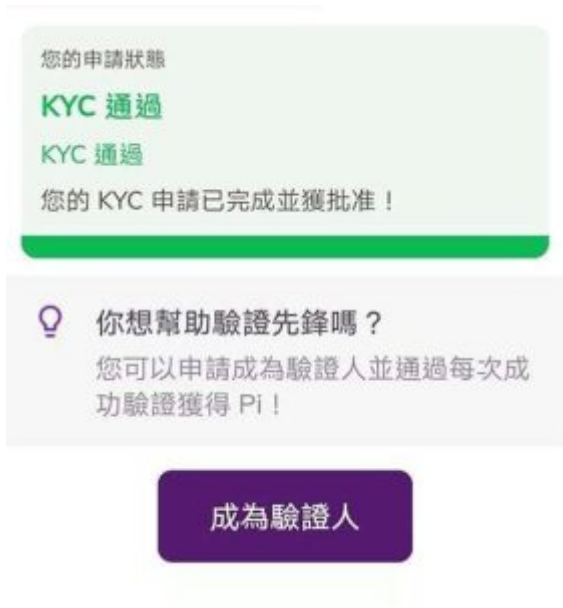 您的申請狀態
KYC 通過
KYC 通過
您的 KYC 申請已完成並獲批准！
你想幫助驗證先鋒嗎？
您可以申請成為驗證人並通過每次成
功驗證獲得 Pi！
成為驗證人